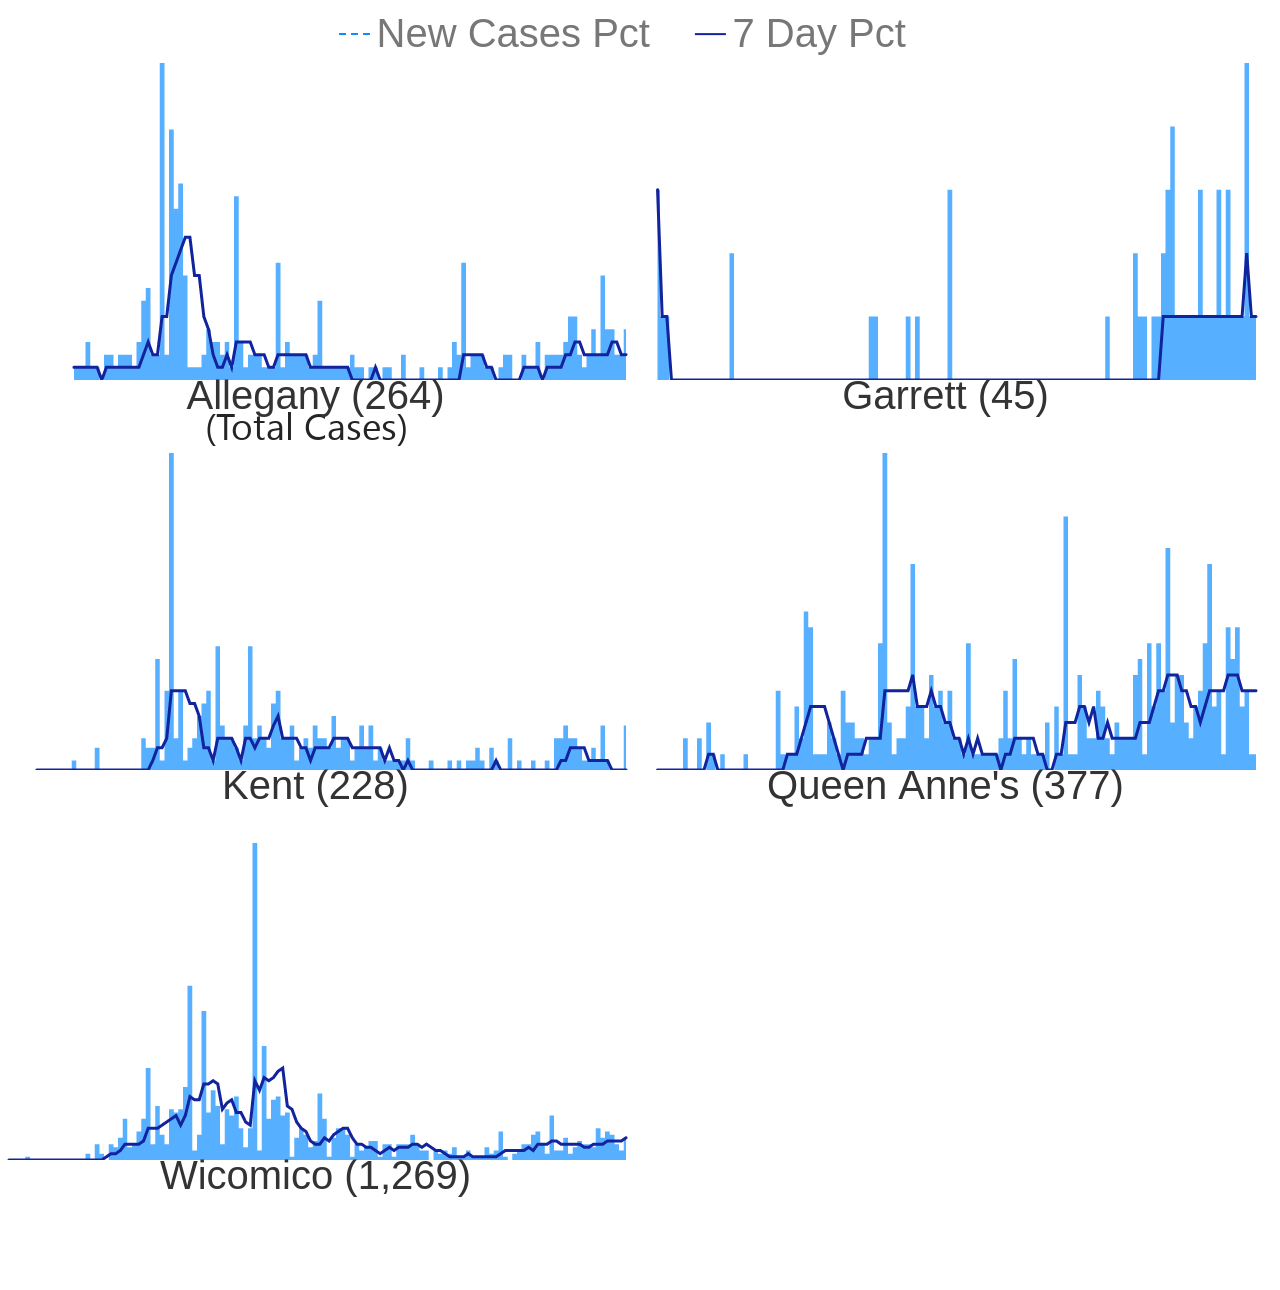 New Cases Pct 7 Day Pct
Allegany (264) Garrett (45)
(Total Cases)
Kent (228) Queen Anne's (377)
Wicomico (1,269)